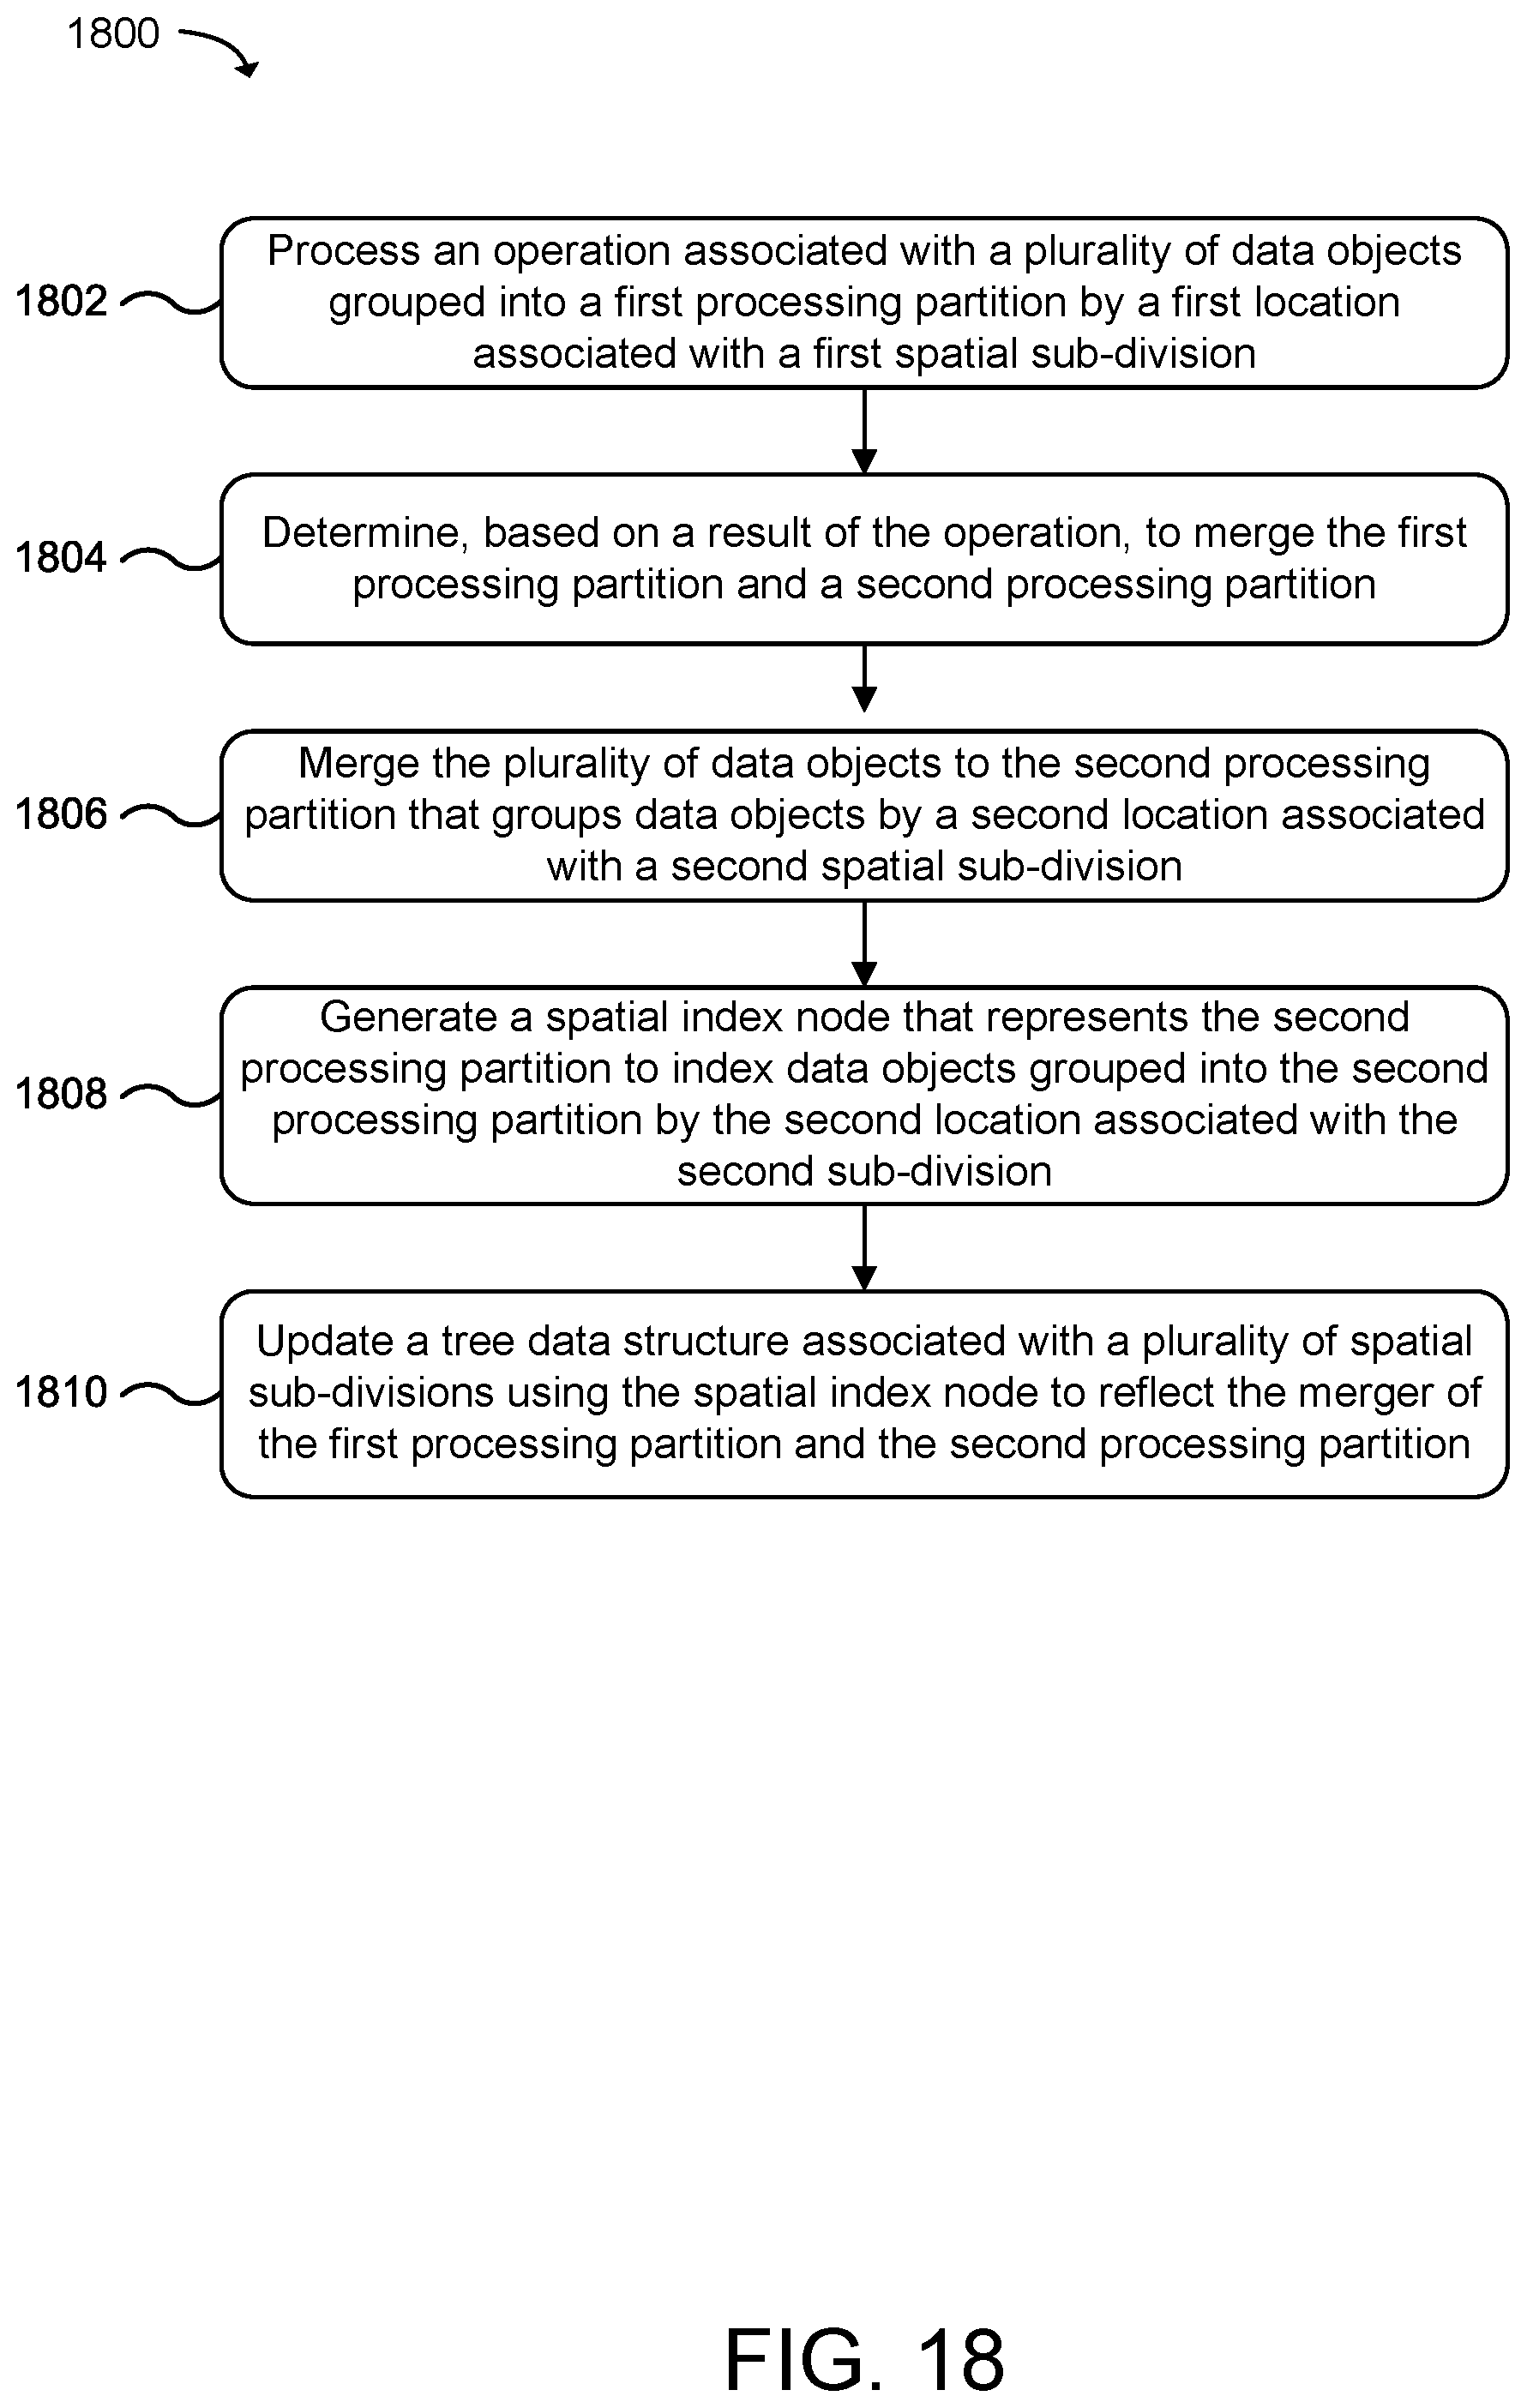 1800
1802
Process an operation associated with a plurality of data objects
grouped into a first processing partition by a first location
associated with a first spatial sub-division
1804
Determine, based on a result of the operation, to merge the first
processing partition and a second processing partition
1806
Merge the plurality of data objects to the second processing
partition that groups data objects by a second location associated
with a second spatial sub-division
1808
Generate a spatial index node that represents the second
processing partition to index data objects grouped into the second
processing partition by the second location associated with the
second sub-division
1810
Update a tree data structure associated with a plurality of spatial
sub-divisions using the spatial index node to reflect the merger of
the first processing partition and the second processing partition
FIG. 18